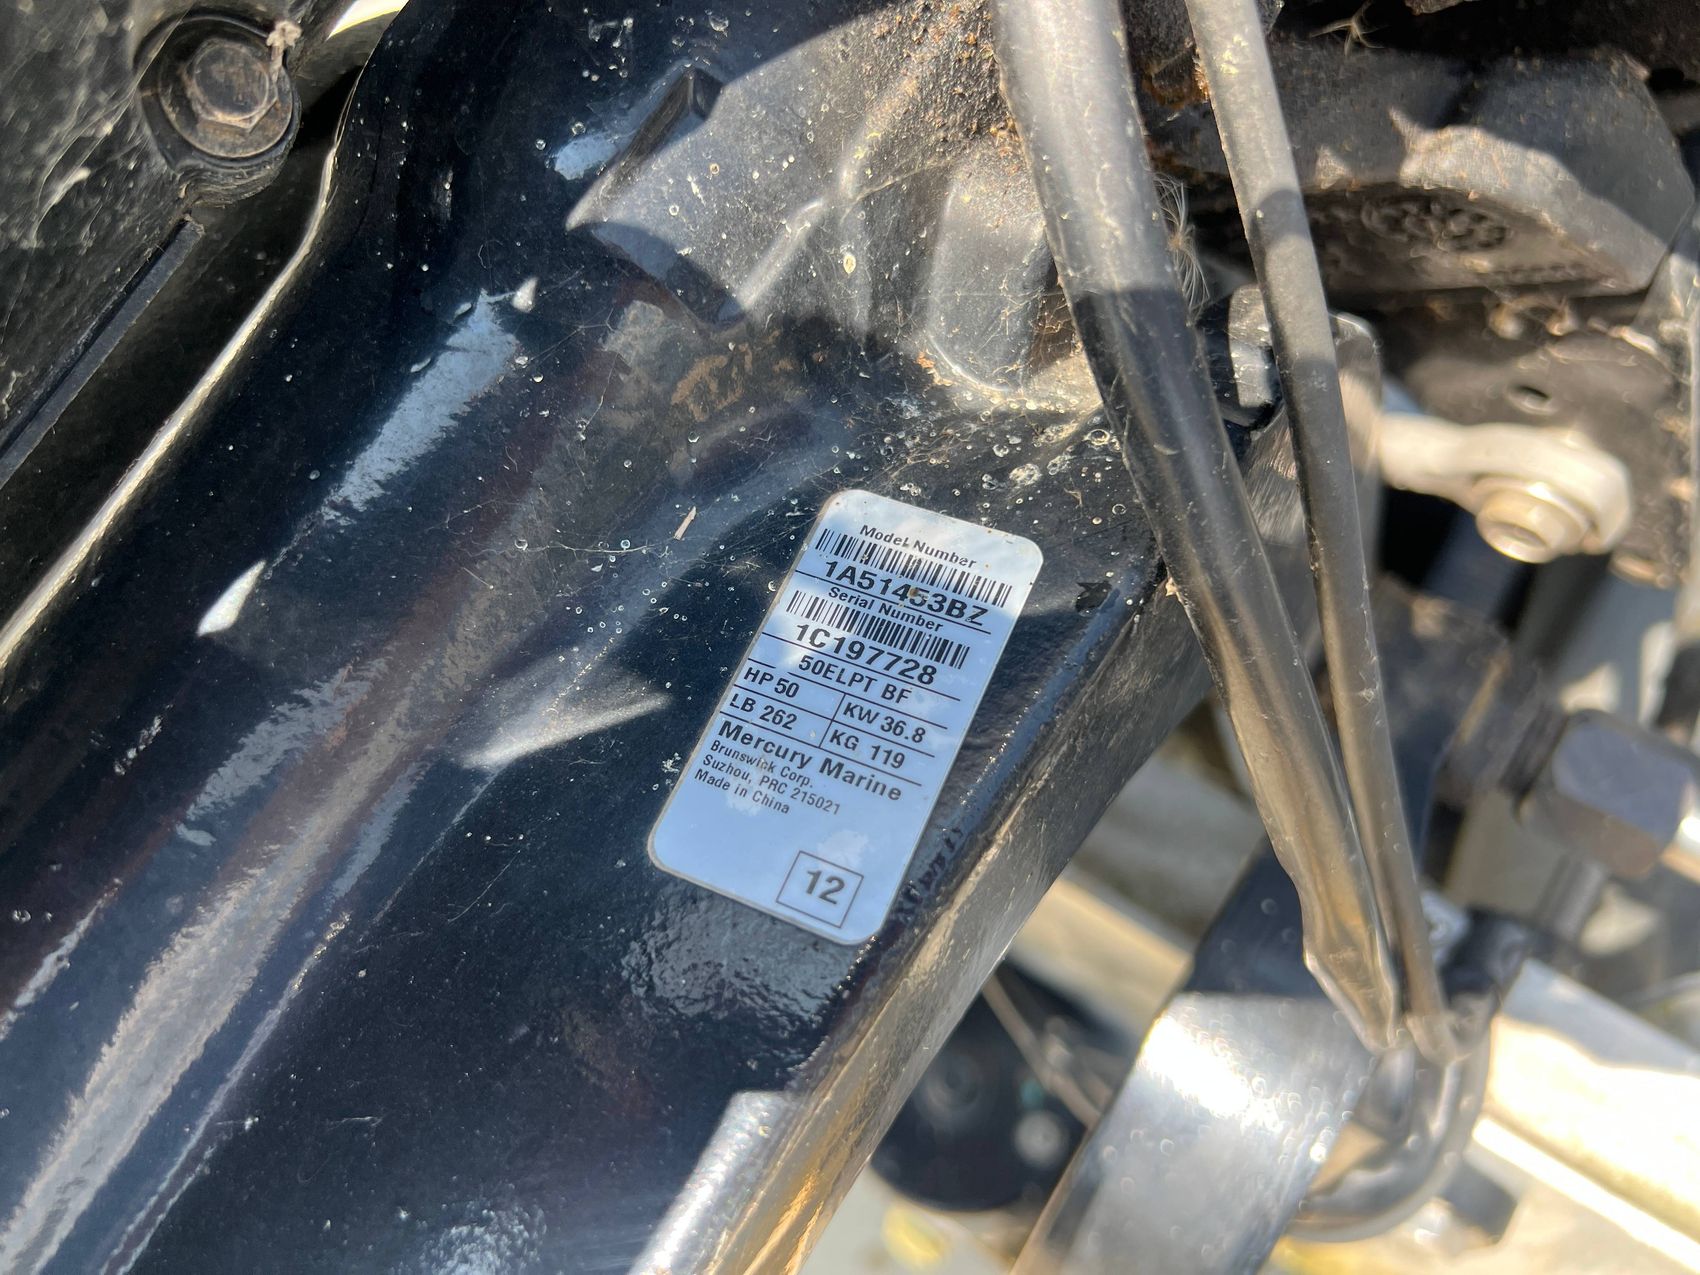 Model Number
1A51453BZ
Serial Number
1C197728
50ELPT BF
HP 50 KW 36.8
LB 262 KG 119
Mercury Marine
Brunswick Corp.
Suzhou, PRC 215021
Made in China
12